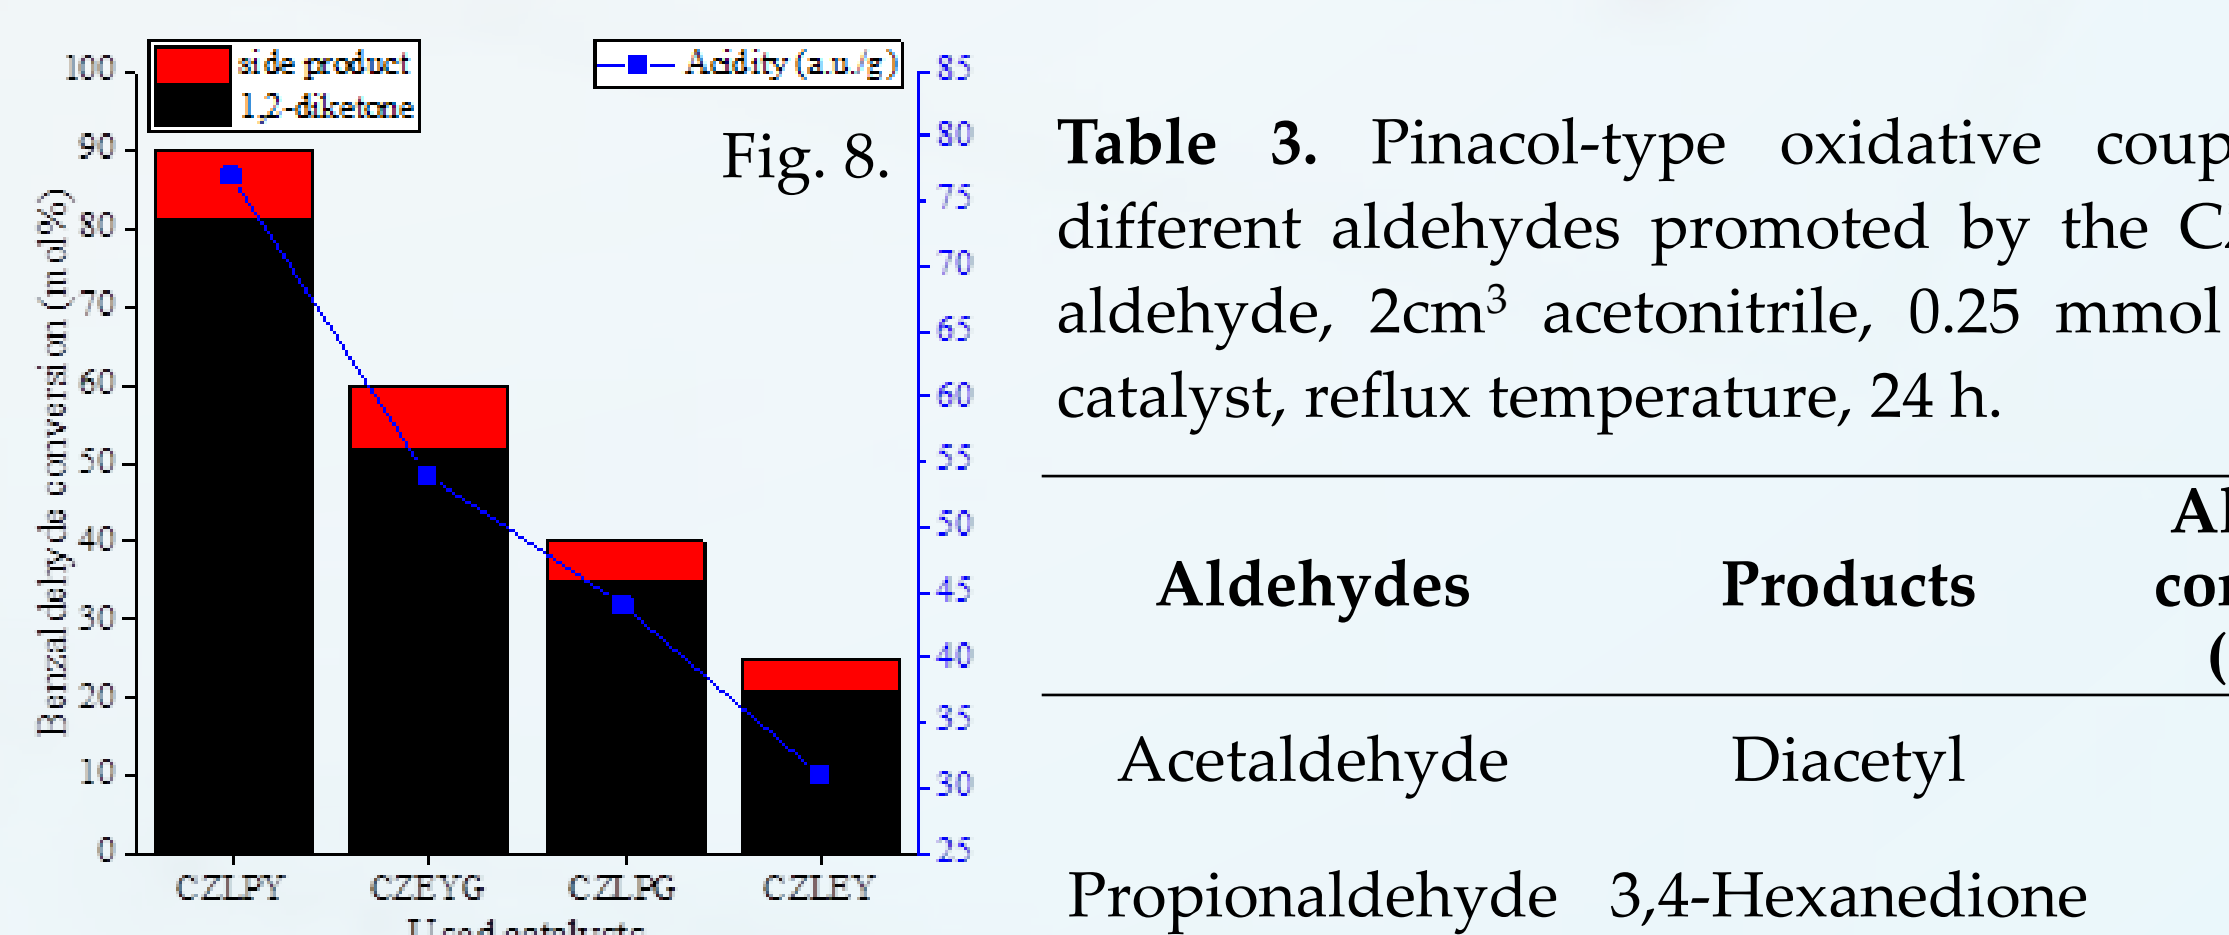 side product
1,2-diketone
Acidity (a.u./g)
Fig. 8.
Benzaldehyde conversion (mol%)
100
90
80
70
60
50
40
30
20
10
0
85
80
75
70
65
60
55
50
45
40
35
30
25
CZLPY CZEYG CZLPG CZLEY
Used catalysts
Table 3. Pinacol-type oxidative
different aldehydes promoted by the
aldehyde, 2cm³ acetonitrile, 0.25 mmol
catalyst, reflux temperature, 24 h.
Aldehydes Products
Acetaldehyde Diacetyl
Propionaldehyde 3,4-Hexanedione